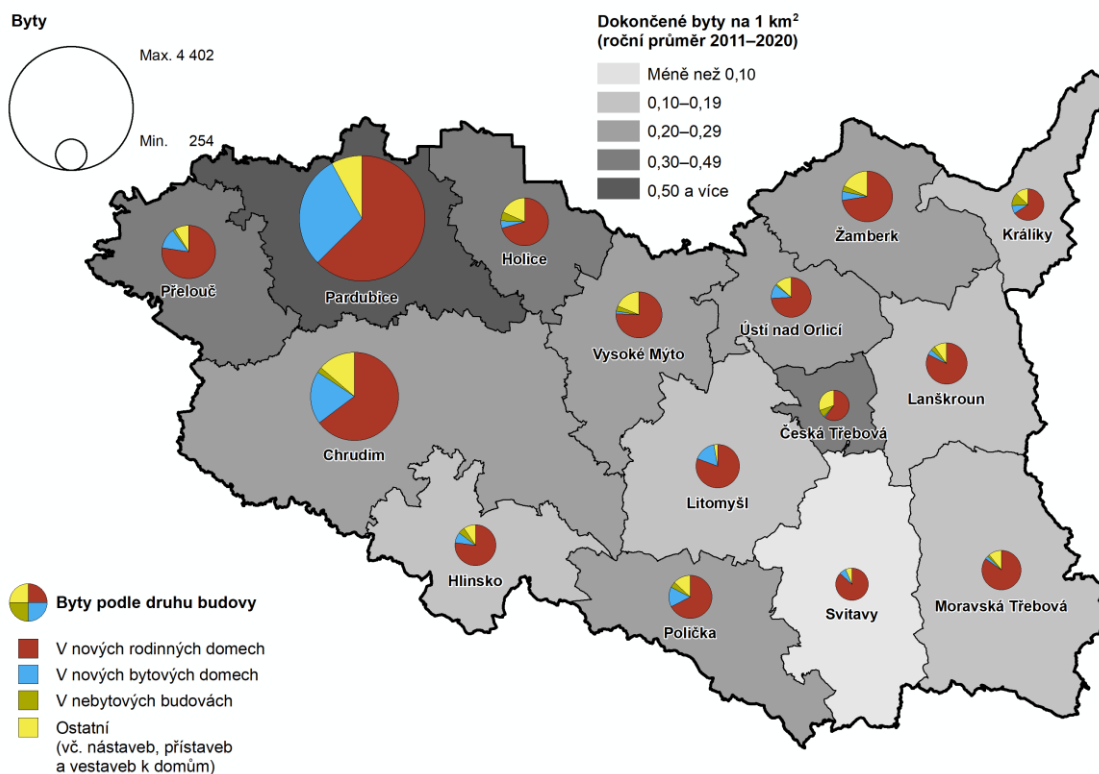 Byty
Max. 4 402
Min. 254
Dokončené byty na 1 km²
(roční průměr 2011–2020)
Méně než 0,10
0,10–0,19
0,20–0,29
0,30–0,49
0,50 a více
Králíky
Žamberk
Holice
Přelouč
Pardubice
Ústí nad Orlicí
Vysoké Mýto
Lanškroun
Česká Třebová
Chrudim
Litomyšl
Hlinsko
Moravská Třebová
Svitavy
Polička
Byty podle druhu budovy
V nových rodinných domech
V nových bytových domech
V nebytových budovách
Ostatní
(vč. nástaveb, přístaveb
a vestaveb k domům)